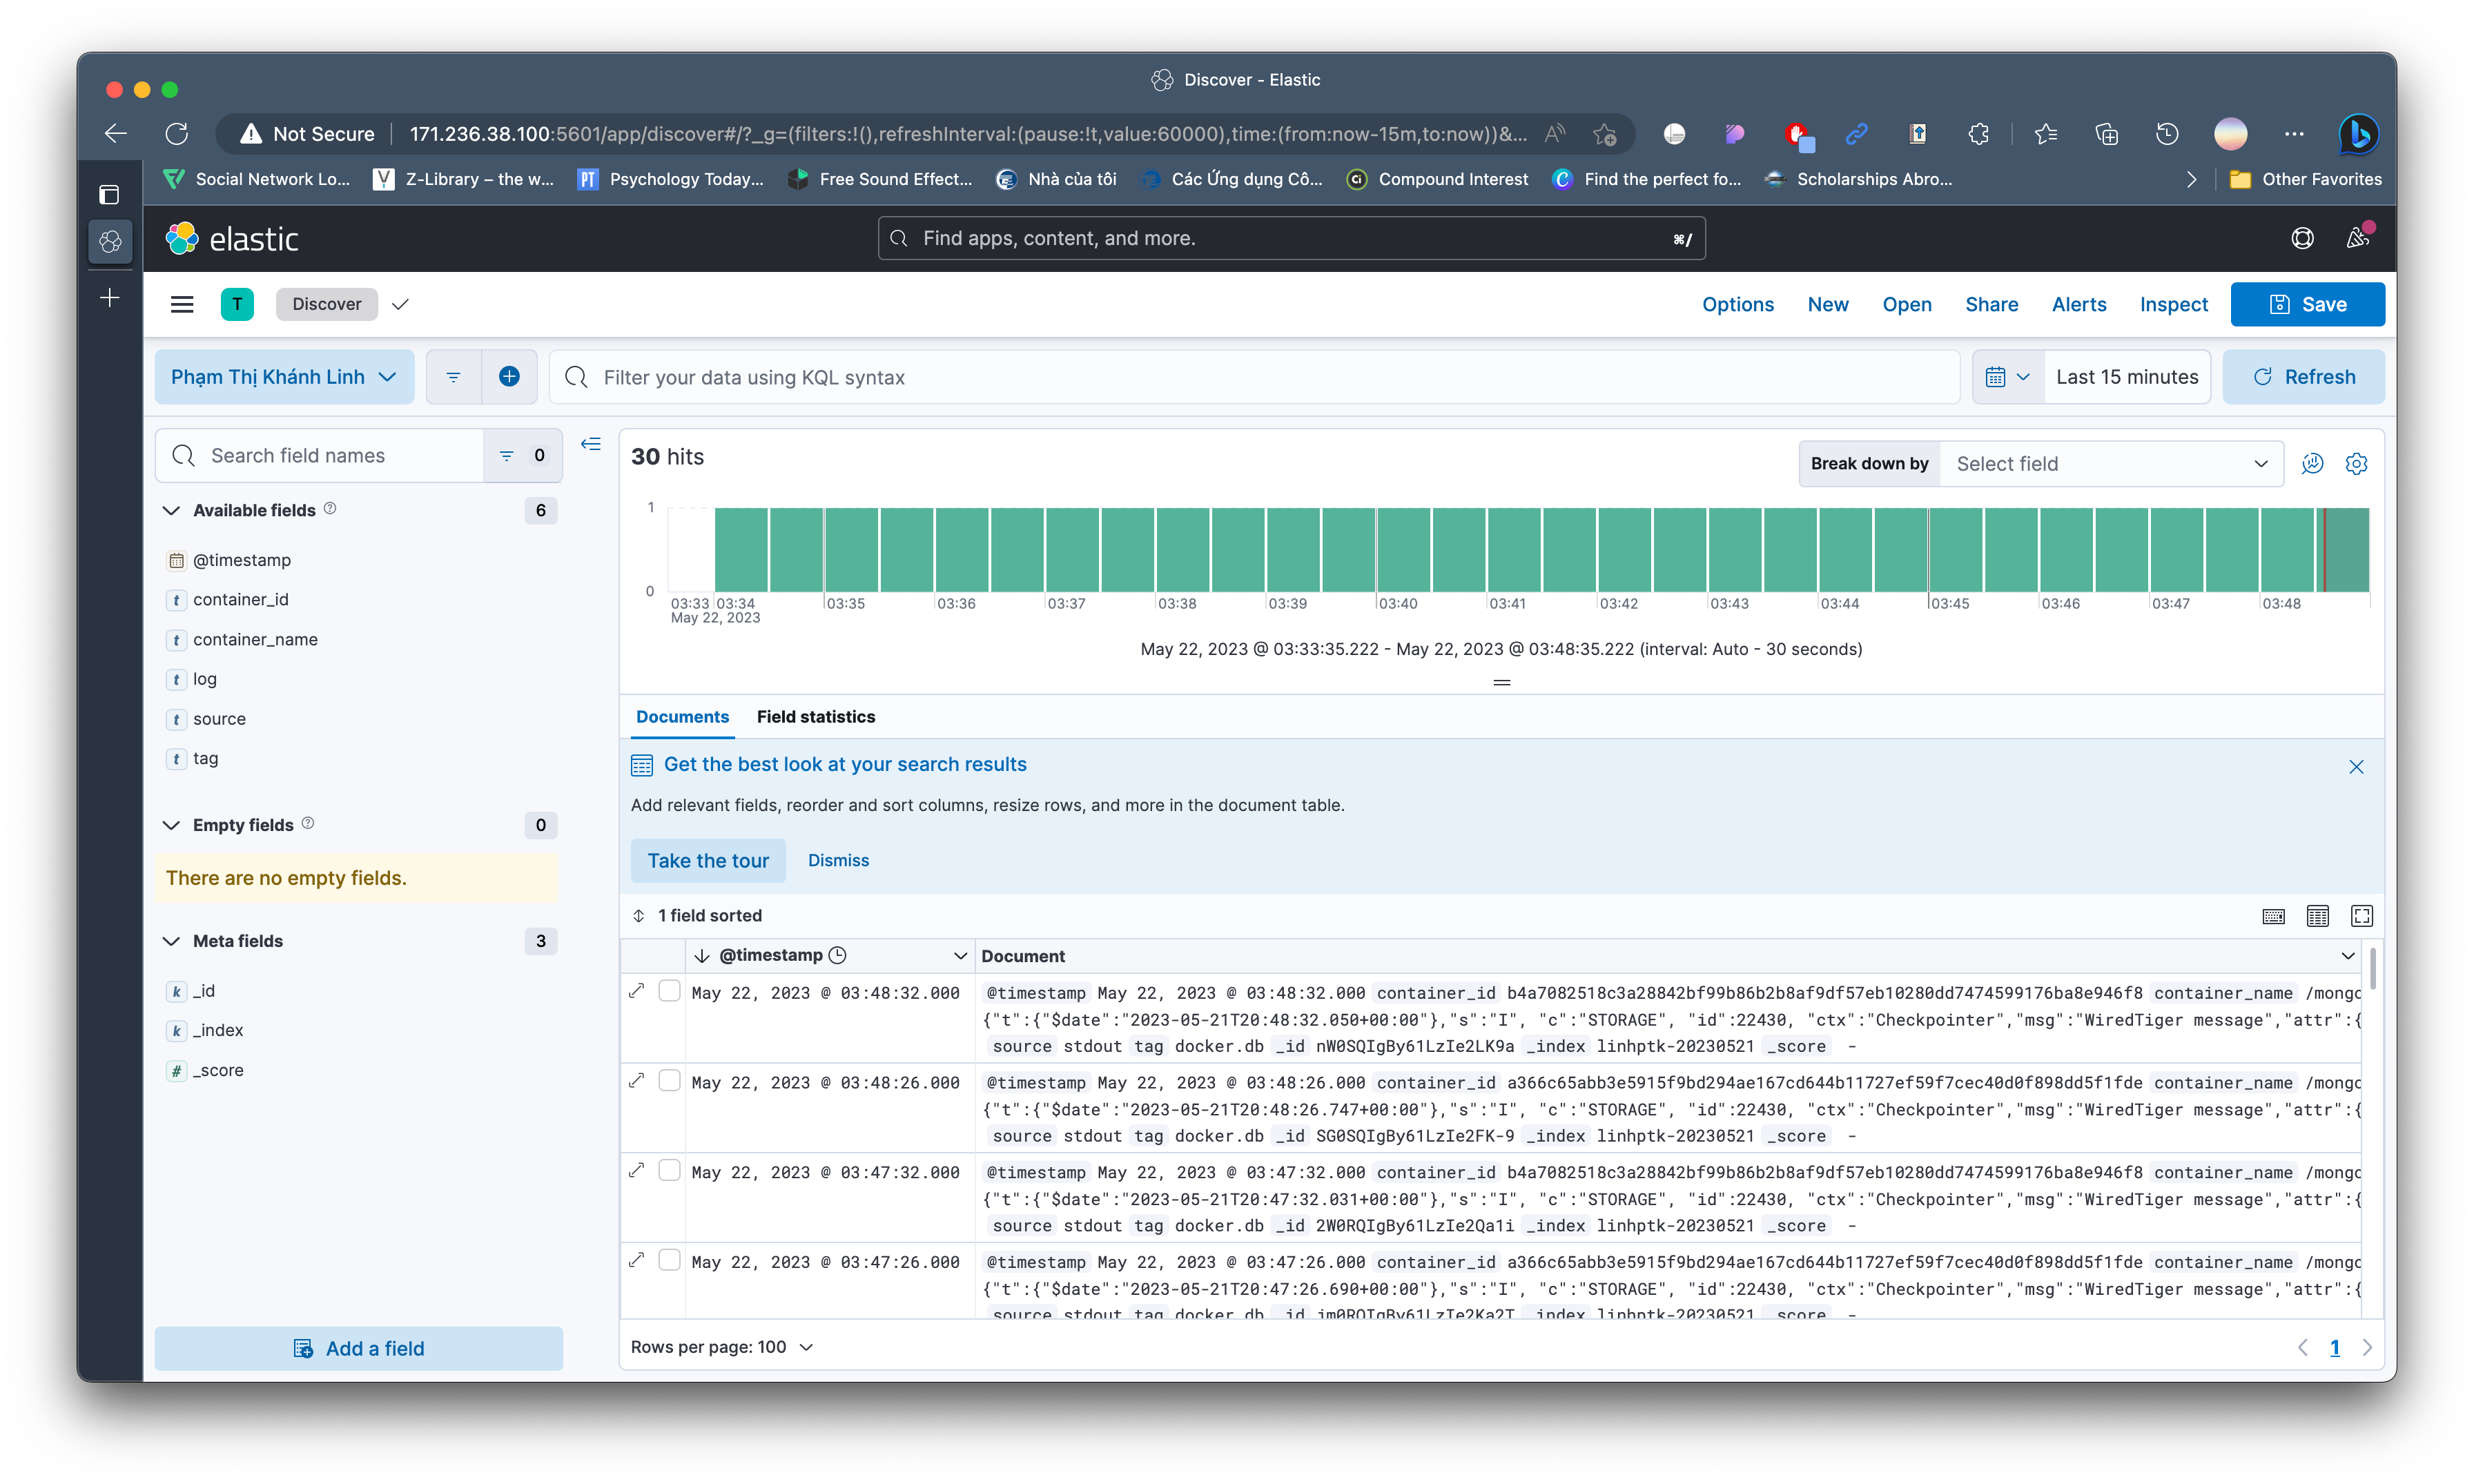 Discover - Elastic
Not Secure 171.236.38.100:5601/app/discover#/?_g=(filters:!(),refreshInterval:(pause:!t,value:60000),time:(from:now-15m,to:now))&...
Social Network Lo... Z-Library – the w... PT Psychology Today... Free Sound Effect... Nhà của tôi Các Ứng dụng Cô... Ci Compound Interest Find the perfect fo... Scholarships Abro... Other Favorites
elastic Find apps, content, and more. ⌘/
T Discover Options New Open Share Alerts Inspect Save
Phạm Thị Khánh Linh Filter your data using KQL syntax Last 15 minutes Refresh
Search field names 0
30 hits Break down by Select field
Available fields 6
@timestamp
t container_id
t container_name
t log
t source
t tag
Empty fields 0
There are no empty fields.
Meta fields 3
k _id
k _index
# _score
Add a field
1
0
03:33 03:34 03:35 03:36 03:37 03:38 03:39 03:40 03:41 03:42 03:43 03:44 03:45 03:46 03:47 03:48
May 22, 2023
May 22, 2023 @ 03:33:35.222 - May 22, 2023 @ 03:48:35.222 (interval: Auto - 30 seconds)
Documents Field statistics
Get the best look at your search results
Add relevant fields, reorder and sort columns, resize rows, and more in the document table.
Take the tour Dismiss
1 field sorted
@timestamp Document
May 22, 2023 @ 03:48:32.000 @timestamp May 22, 2023 @ 03:48:32.000 container_id b4a7082518c3a28842bf99b86b2b8af9df57eb10280dd7474599176ba8e946f8 container_name /mongo
{"t":{"$date":"2023-05-21T20:48:32.050+00:00"},"s":"I", "c":"STORAGE", "id":22430, "ctx":"Checkpointer","msg":"WiredTiger message","attr":{
source stdout tag docker.db _id nW0SQIgBy61LzIe2LK9a _index linhptk-20230521 _score -
May 22, 2023 @ 03:48:26.000 @timestamp May 22, 2023 @ 03:48:26.000 container_id a366c65abb3e5915f9bd294ae167cd644b11727ef59f7cec40d0f898dd5f1fde container_name /mongo
{"t":{"$date":"2023-05-21T20:48:26.747+00:00"},"s":"I", "c":"STORAGE", "id":22430, "ctx":"Checkpointer","msg":"WiredTiger message","attr":{
source stdout tag docker.db _id SG0SQIgBy61LzIe2FK-9 _index linhptk-20230521 _score -
May 22, 2023 @ 03:47:32.000 @timestamp May 22, 2023 @ 03:47:32.000 container_id b4a7082518c3a28842bf99b86b2b8af9df57eb10280dd7474599176ba8e946f8 container_name /mongo
{"t":{"$date":"2023-05-21T20:47:32.031+00:00"},"s":"I", "c":"STORAGE", "id":22430, "ctx":"Checkpointer","msg":"WiredTiger message","attr":{
source stdout tag docker.db _id 2W0RQIgBy61LzIe2Qa1i _index linhptk-20230521 _score -
May 22, 2023 @ 03:47:26.000 @timestamp May 22, 2023 @ 03:47:26.000 container_id a366c65abb3e5915f9bd294ae167cd644b11727ef59f7cec40d0f898dd5f1fde container_name /mongo
{"t":{"$date":"2023-05-21T20:47:26.690+00:00"},"s":"I", "c":"STORAGE", "id":22430, "ctx":"Checkpointer","msg":"WiredTiger message","attr":{
source stdout tag docker.db _id jm0RQIgBy61LzIe2Ka2T _index linhptk-20230521 _score -
Rows per page: 100 1